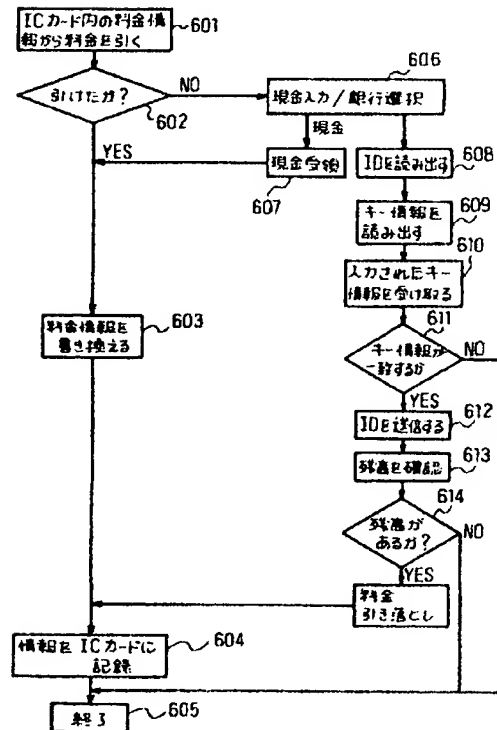 ICカード内の料金情
報から料金を引く
601
引けたか?
602
NO
YES
606
現金入力/銀行選択
現金
現金受領
607
IDを読み出す
608
キー情報を
読み出す
609
610
入力されたキー
情報を受け取る
611
キー情報が
一致するか
NO
YES
料金情報を
書き換える
603
IDを送信する
612
残高を確認
613
614
残高が
あるか?
NO
YES
料金
引き落とし
情報をICカードに
記録
604
終了
605